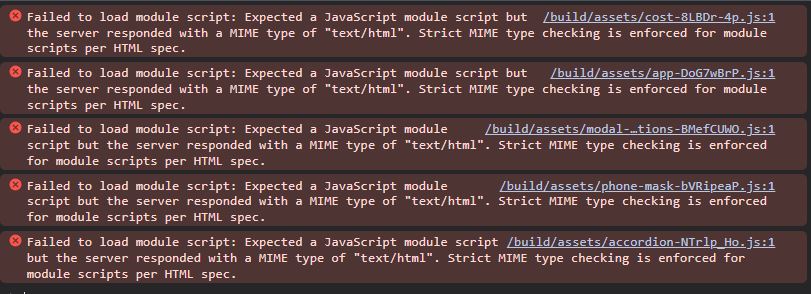 Failed to load module script: Expected a JavaScript module script but /build/assets/cost-8LBDr-4p.js:1
the server responded with a MIME type of "text/html". Strict MIME type checking is enforced for module
scripts per HTML spec.
Failed to load module script: Expected a JavaScript module script but /build/assets/app-DoG7wBrP.js:1
the server responded with a MIME type of "text/html". Strict MIME type checking is enforced for module
scripts per HTML spec.
Failed to load module script: Expected a JavaScript module /build/assets/modal-…tions-BMefCUWO.js:1
script but the server responded with a MIME type of "text/html". Strict MIME type checking is enforced
for module scripts per HTML spec.
Failed to load module script: Expected a JavaScript module /build/assets/phone-mask-bVRipeaP.js:1
script but the server responded with a MIME type of "text/html". Strict MIME type checking is enforced
for module scripts per HTML spec.
Failed to load module script: Expected a JavaScript module script /build/assets/accordion-NTrlp_Ho.js:1
but the server responded with a MIME type of "text/html". Strict MIME type checking is enforced for
module scripts per HTML spec.